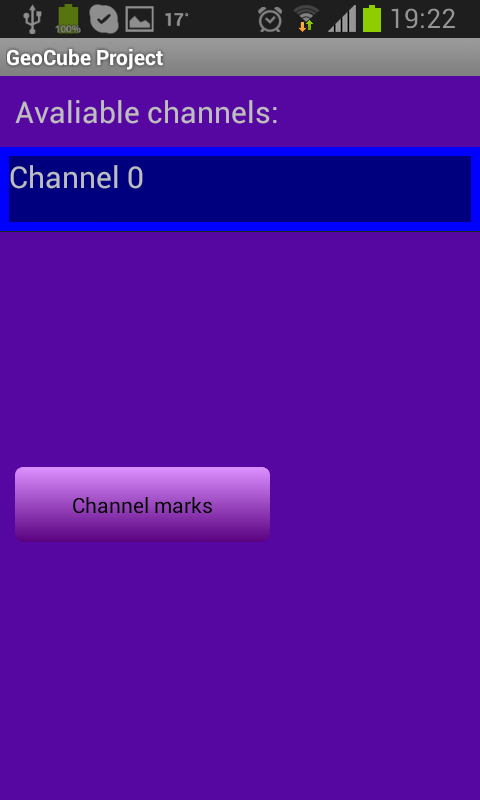 100% 17° 19:22
GeoCube Project
Avaliable channels:
Channel 0
Channel marks